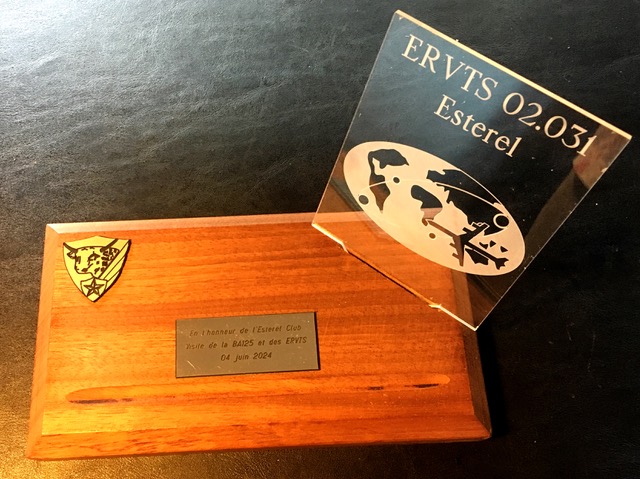 ERVTS 02.031
Esterel
En l'honneur de l'Esterel Club
Visite de la BA125 et des ERVTS
04 juin 2024